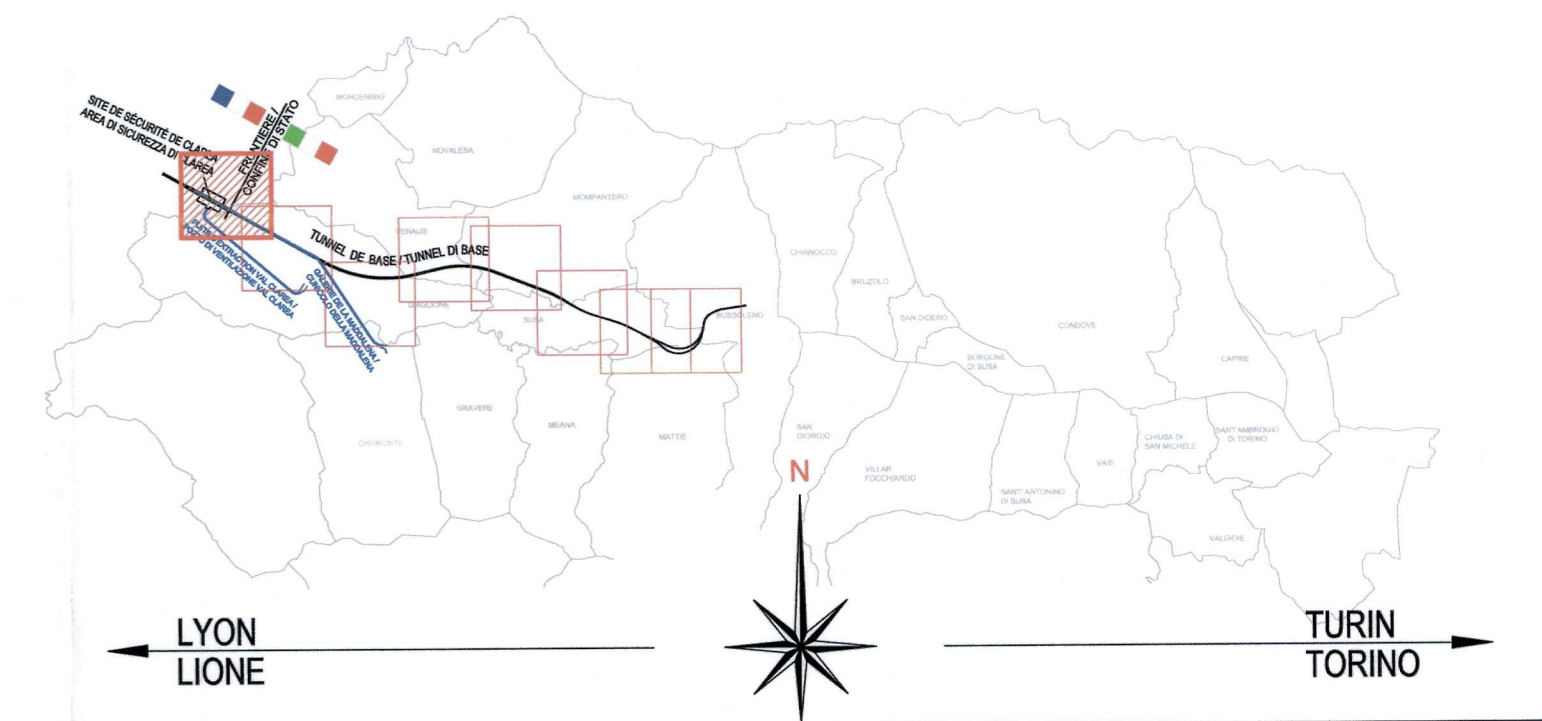 MONCENISIO
SITE DE SÉCURITÉ DE CLAREA
AREA DI SICUREZZA DI CLAREA
FRONTIERE /
CONFINE DI STATO
NOVALESA
MOMPANTERO
VENAUS
TUNNEL DE BASE / TUNNEL DI BASE
PUITS D'EXTRACTION VAL CLAREA /
POZZO DI VENTILAZIONE VAL CLAREA
GALERIE DE LA MADDALENA /
CUNICOLO DELLA MADDALENA
GIAGLIONE
SUSA
BUSSOLENO
CHIANOCCO
BRUZOLO
SAN DIDERO
CONDOVE
BORGONE
DI SUSA
CAPRIE
CHIOMONTE
GRAVERE
MEANA
MATTIE
SAN
GIORGIO
VILLAR
FOCCHIARDO
SANT' ANTONINO
DI SUSA
VAIE
CHIUSA DI
SAN MICHELE
SANT'AMBROGIO
DI TORINO
VALGIOIE
N
LYON
LIONE
TURIN
TORINO